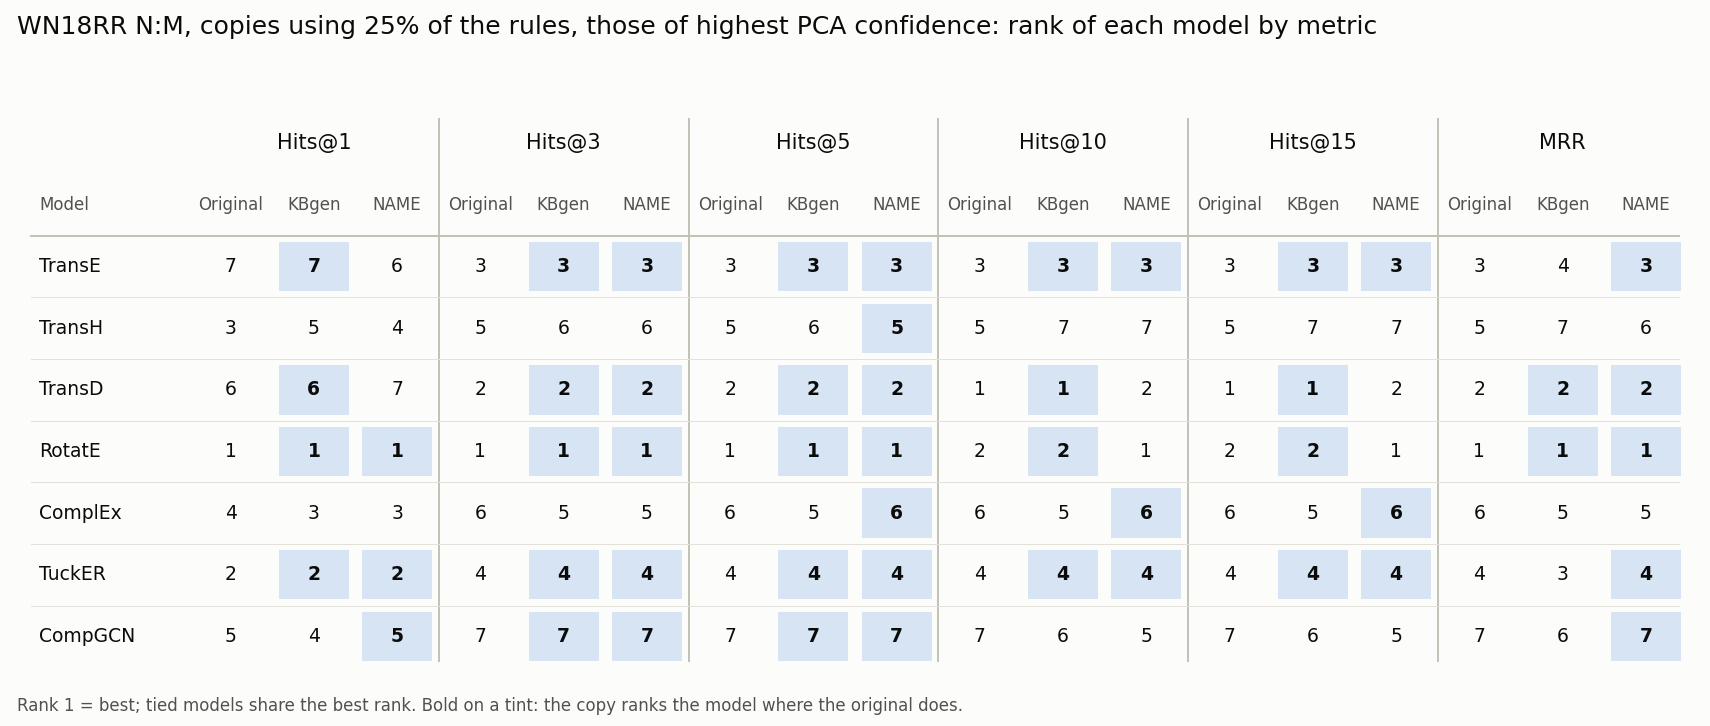 WN18RR N:M, copies using 25% of the rules, those of highest PCA confidence: rank of each model by metric
Hits@1 Hits@3 Hits@5 Hits@10 Hits@15 MRR
Model Original KBgen NAME Original KBgen NAME Original KBgen NAME Original KBgen NAME Original KBgen NAME Original KBgen NAME
TransE 7 7 6 3 3 3 3 3 3 3 3 3 3 3 3 3 4 3
TransH 3 5 4 5 6 6 5 6 5 5 7 7 5 7 7 5 7 6
TransD 6 6 7 2 2 2 2 2 2 1 1 2 1 1 2 2 2 2
RotatE 1 1 1 1 1 1 1 1 1 2 2 1 2 2 1 1 1 1
ComplEx 4 3 3 6 5 5 6 5 6 6 5 6 6 5 6 6 5 5
TuckER 2 2 2 4 4 4 4 4 4 4 4 4 4 4 4 4 3 4
CompGCN 5 4 5 7 7 7 7 7 7 7 6 5 7 6 5 7 6 7
Rank 1 = best; tied models share the best rank. Bold on a tint: the copy ranks the model where the original does.